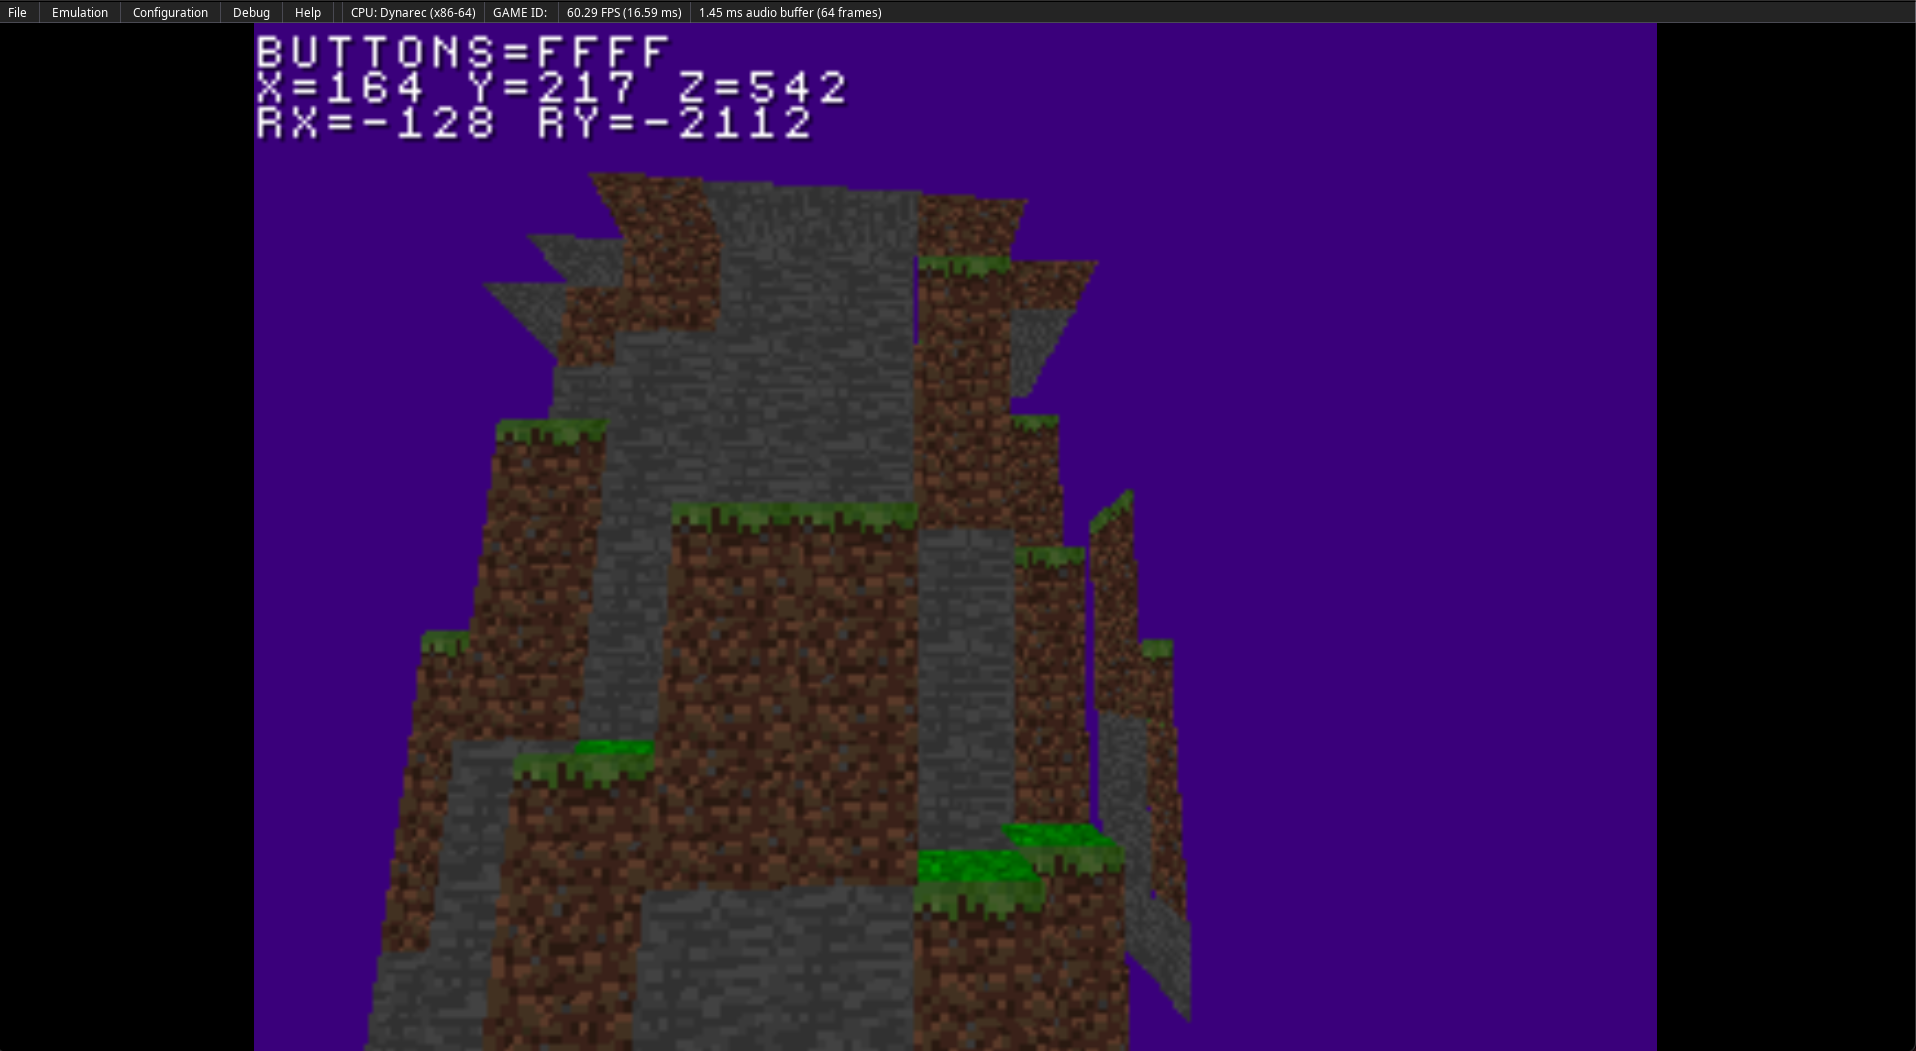 File Emulation Configuration Debug Help CPU: Dynarec (x86-64) GAME ID: 60.29 FPS (16.59 ms) 1.45 ms audio buffer (64 frames)
BUTTONS=FFFF
X=164 Y=217 Z=542
RX=-128 RY=-2112